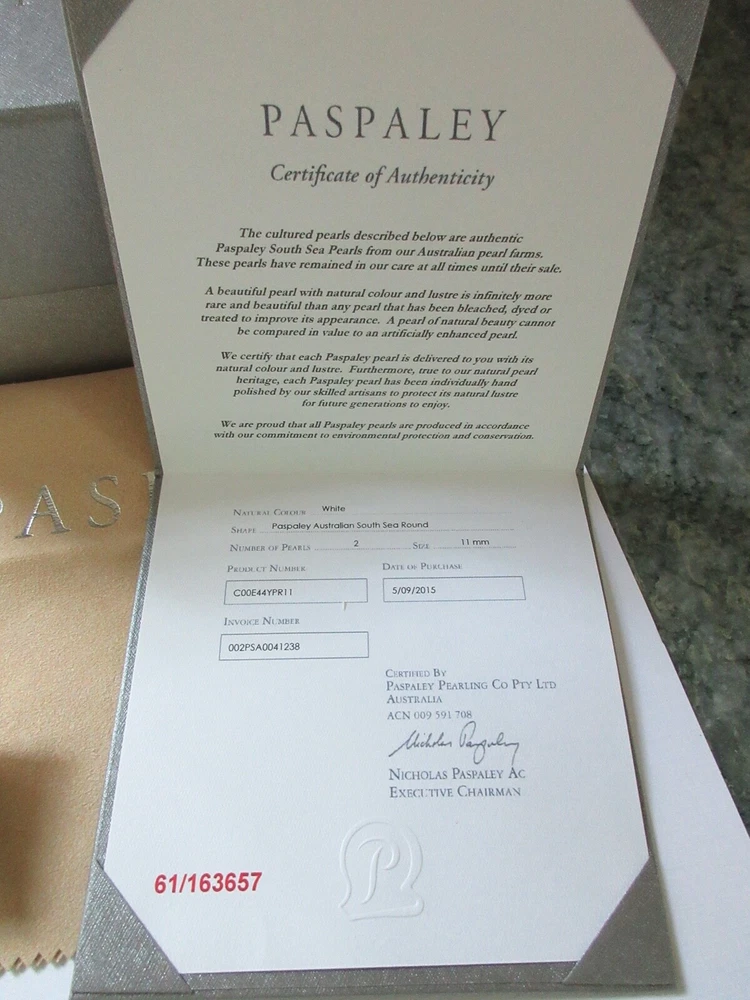 PASPALEY
Certificate of Authenticity
The cultured pearls described below are authentic
Paspaley South Sea Pearls from our Australian pearl farms.
These pearls have remained in our care at all times until their sale.
A beautiful pearl with natural colour and lustre is infinitely more
rare and beautiful than any pearl that has been bleached, dyed or
treated to improve its appearance. A pearl of natural beauty cannot
be compared in value to an artificially enhanced pearl.
We certify that each Paspaley pearl is delivered to you with its
natural colour and lustre. Furthermore, true to our natural pearl
heritage, each Paspaley pearl has been individually hand
polished by our skilled artisans to protect its natural lustre
for future generations to enjoy.
We are proud that all Paspaley pearls are produced in accordance
with our commitment to environmental protection and conservation.
PAS
NATURAL COLOUR White
SHAPE Paspaley Australian South Sea Round
NUMBER OF PEARLS 2 SIZE 11 mm
PRODUCT NUMBER DATE OF PURCHASE
C00E44YPR11 5/09/2015
INVOICE NUMBER
002PSA0041238
CERTIFIED BY
PASPALEY PEARLING CO PTY LTD
AUSTRALIA
ACN 009 591 708
Nicholas Paspaley
NICHOLAS PASPALEY AC
EXECUTIVE CHAIRMAN
P
61/163657